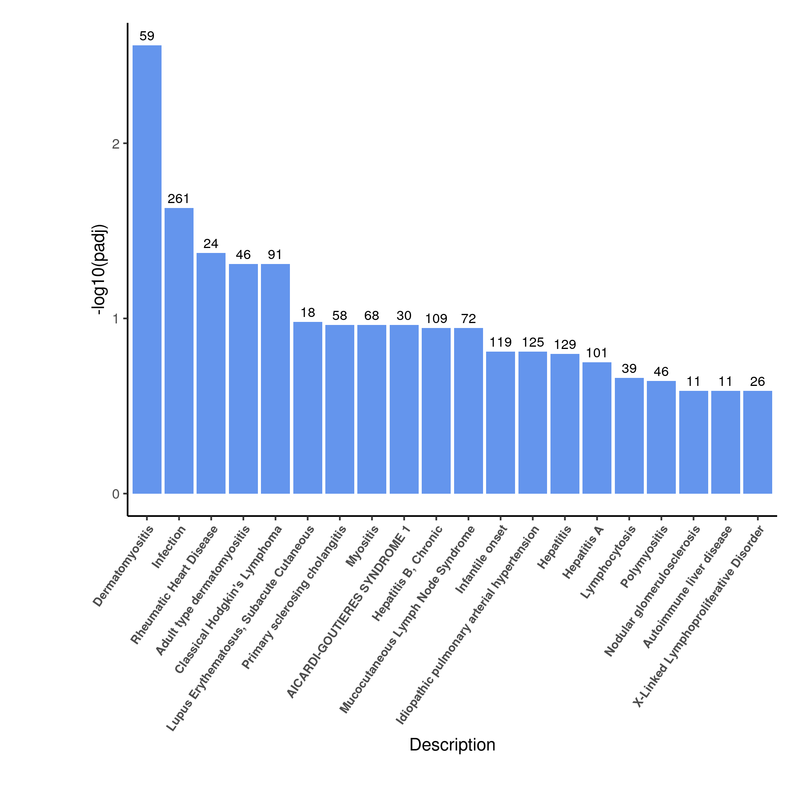 59
261
24
46
91
18
58
68
30
109
72
119
125
129
101
39
46
11
11
26
2
1
0
-log10(padj)
Dermatomyositis
Infection
Rheumatic Heart Disease
Adult type dermatomyositis
Classical Hodgkin's Lymphoma
Lupus Erythematosus, Subacute Cutaneous
Primary sclerosing cholangitis
Myositis
AICARDI-GOUTIERES SYNDROME 1
Hepatitis B, Chronic
Mucocutaneous Lymph Node Syndrome
Infantile onset
Idiopathic pulmonary arterial hypertension
Hepatitis
Hepatitis A
Lymphocytosis
Polymyositis
Nodular glomerulosclerosis
Autoimmune liver disease
X-Linked Lymphoproliferative Disorder
Description